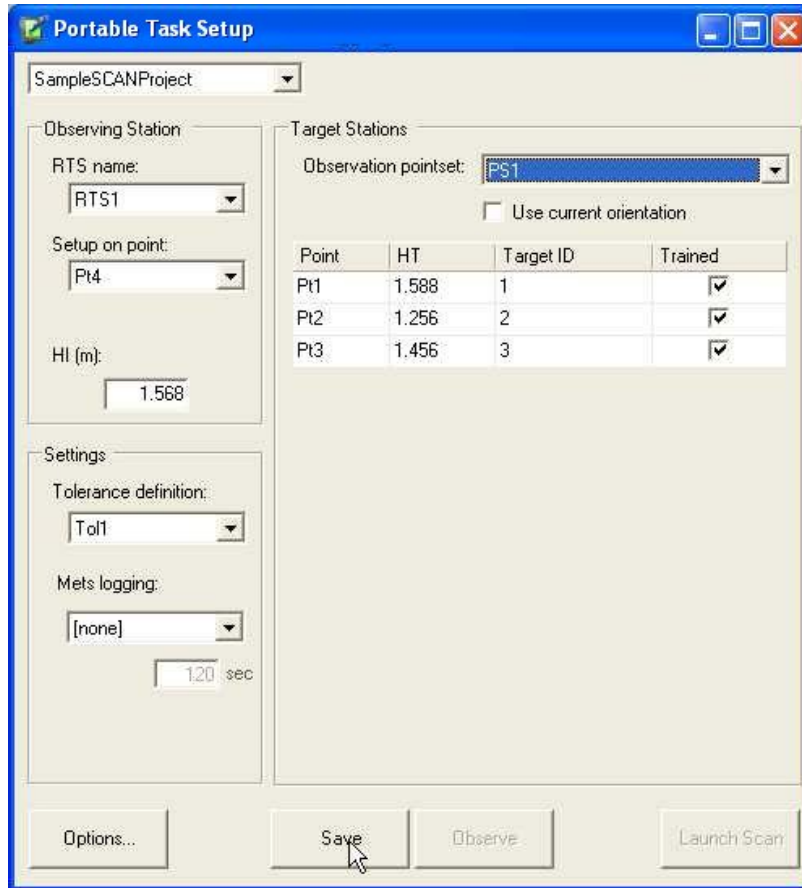 Portable Task Setup
SampleSCANProject
Observing Station
RTS name:
RTS1
Setup on point:
Pt4
HI (m):
1.568
Target Stations
Observation pointset: PS1
Use current orientation
Point HT Target ID Trained
Pt1 1.588 1
Pt2 1.256 2
Pt3 1.456 3
Settings
Tolerance definition:
Tol1
Mets logging:
[none]
120 sec
Options... Save Observe Launch Scan